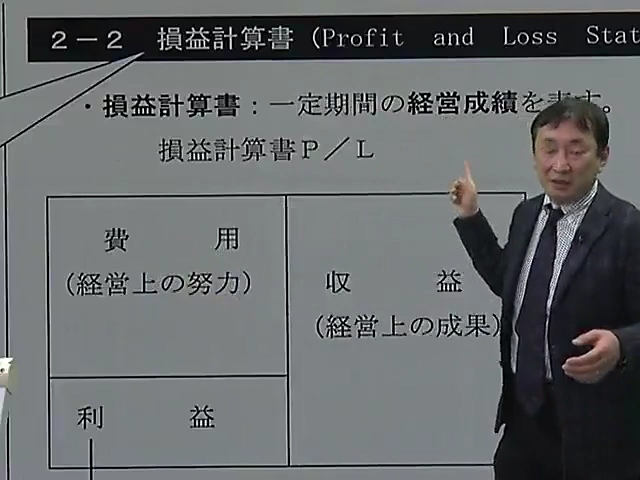 ２－２　損益計算書（Profit and Loss Stat
・損益計算書：一定期間の経営成績を表す。
損益計算書Ｐ／Ｌ
費　　用
（経営上の努力）
収　　益
（経営上の成果）
利　　益